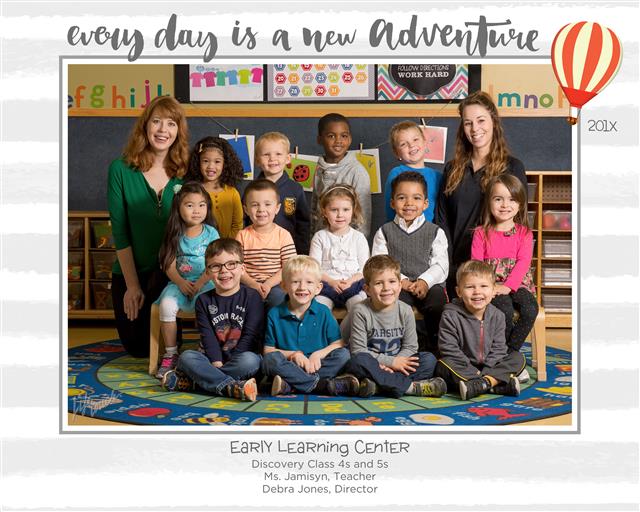 every day is a new Adventure
FOLLOW DIRECTIONS
WORK HARD
efghijk
lmno
201X
VARSITY
Early Learning Center
Discovery Class 4s and 5s
Ms. Jamisyn, Teacher
Debra Jones, Director